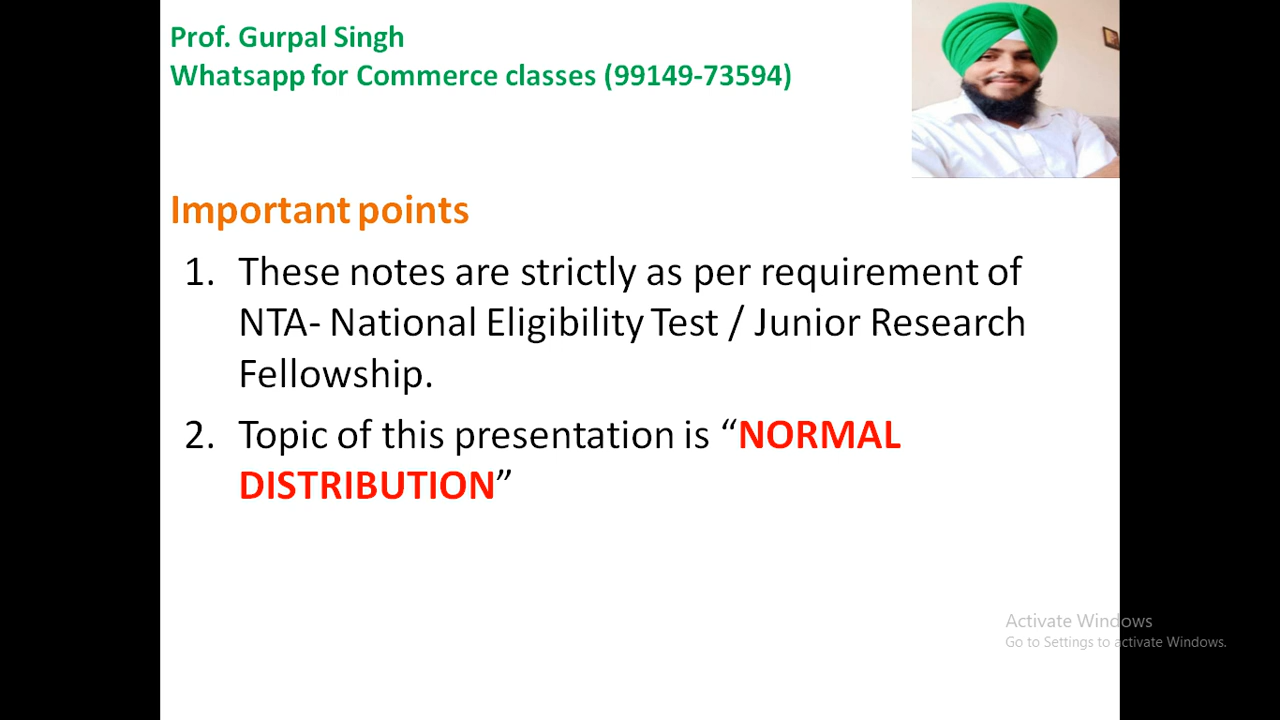 Prof. Gurpal Singh
Whatsapp for Commerce classes (99149-73594)
Important points
1. These notes are strictly as per requirement of
NTA- National Eligibility Test / Junior Research
Fellowship.
2. Topic of this presentation is “NORMAL
DISTRIBUTION”
Activate Windows
Go to Settings to activate Windows.